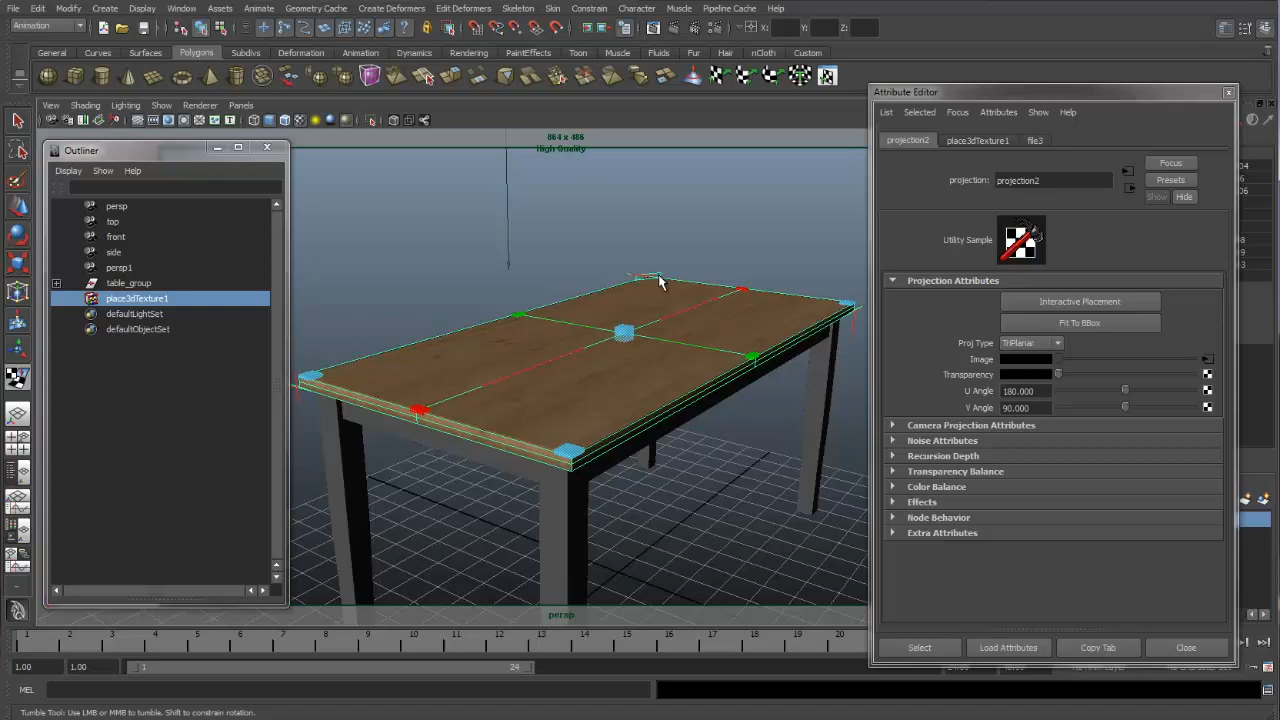 File Edit Modify Create Display Window Assets Animate Geometry Cache Create Deformers Edit Deformers Skeleton Skin Constrain Character Muscle Pipeline Cache Help
Animation X: Y: Z:
General Curves Surfaces Polygons Subdivs Deformation Animation Dynamics Rendering PaintEffects Toon Muscle Fluids Fur Hair nCloth Custom
View Shading Lighting Show Renderer Panels
864 x 486
High Quality
Outliner
Display Show Help
persp
top
front
side
persp1
table_group
place3dTexture1
defaultLightSet
defaultObjectSet
persp
Attribute Editor
List Selected Focus Attributes Show Help
projection2 place3dTexture1 file3
projection: projection2
Focus
Presets
Show Hide
Utility Sample
Projection Attributes
Interactive Placement
Fit To BBox
Proj Type TriPlanar
Image
Transparency
U Angle 180.000
V Angle 90.000
Camera Projection Attributes
Noise Attributes
Recursion Depth
Transparency Balance
Color Balance
Effects
Node Behavior
Extra Attributes
Select Load Attributes Copy Tab Close
1 2 3 4 5 6 7 8 9 10 11 12 13 14 15 16 17 18 19 20
1.00 1.00 1 24
MEL
Tumble Tool: Use LMB or MMB to tumble. Shift to constrain rotation.